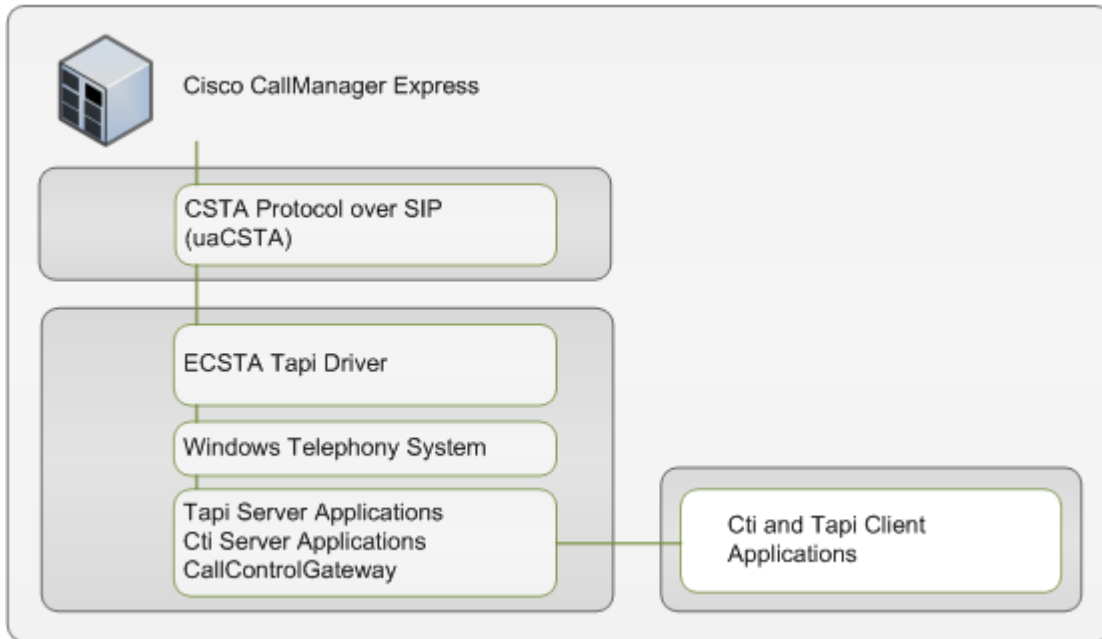 Cisco CallManager Express
CSTA Protocol over SIP
(uaCSTA)
ECSTA Tapi Driver
Windows Telephony System
Tapi Server Applications
Cti Server Applications
CallControlGateway
Cti and Tapi Client
Applications